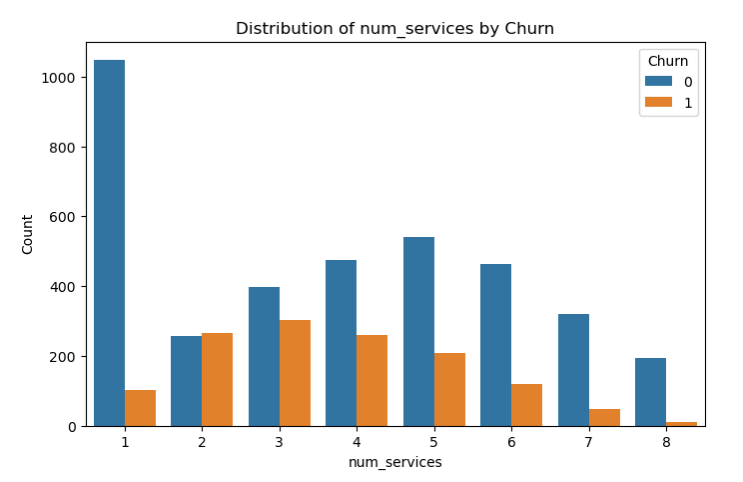 Distribution of num_services by Churn
Churn
0
1
1000
800
600
400
200
0
Count
1 2 3 4 5 6 7 8
num_services